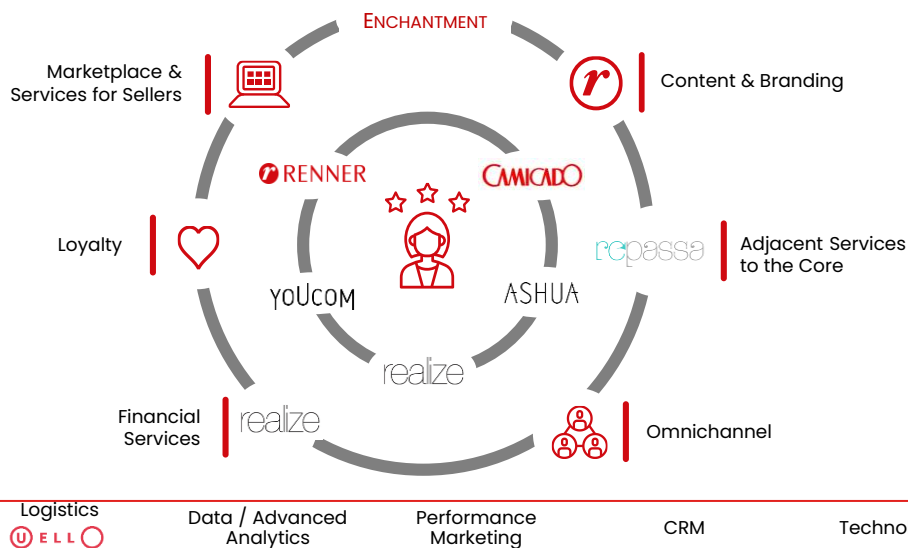 ENCHANTMENT
Marketplace &
Services for Sellers
r
Content & Branding
RENNER
CAMICADO
Loyalty
repassa
Adjacent Services
to the Core
YOUCOM
ASHUA
realize
Financial
Services
realize
Omnichannel
Logistics
UELLO
Data / Advanced
Analytics
Performance
Marketing
CRM
Techno